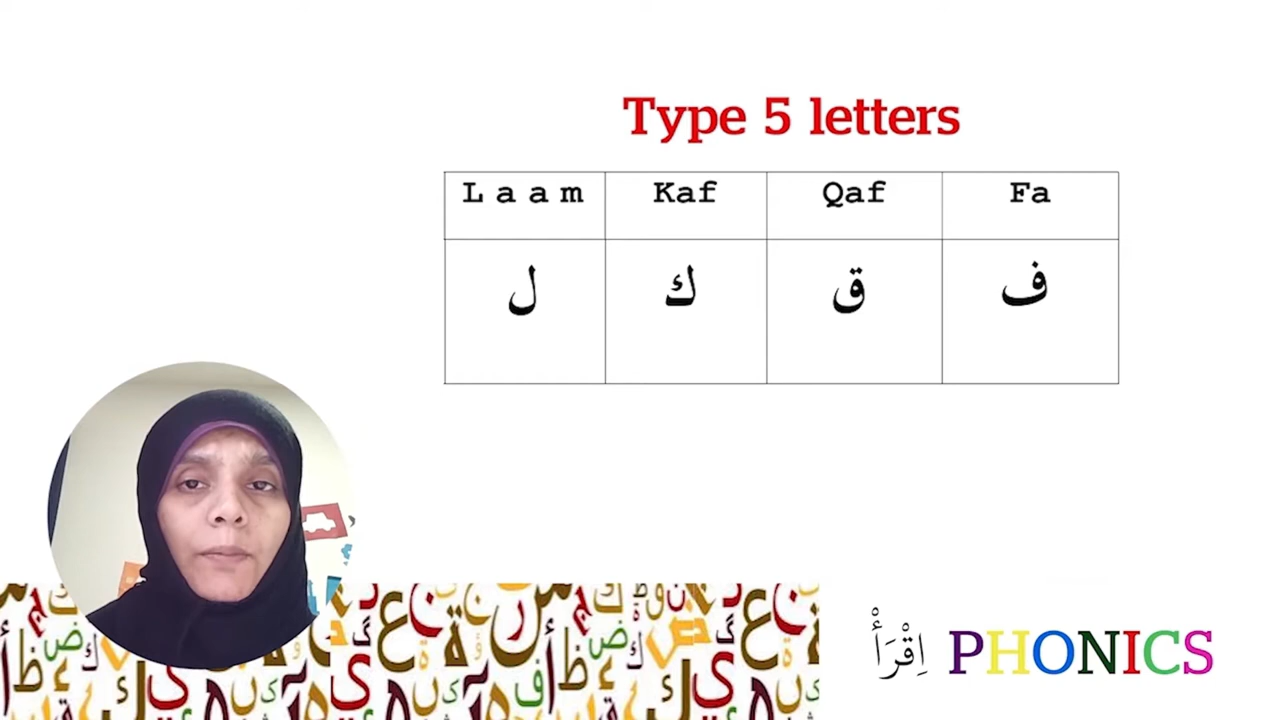 Type 5 letters
Laam Kaf Qaf Fa
ل ك ق ف
اِقْرَأْ PHONICS